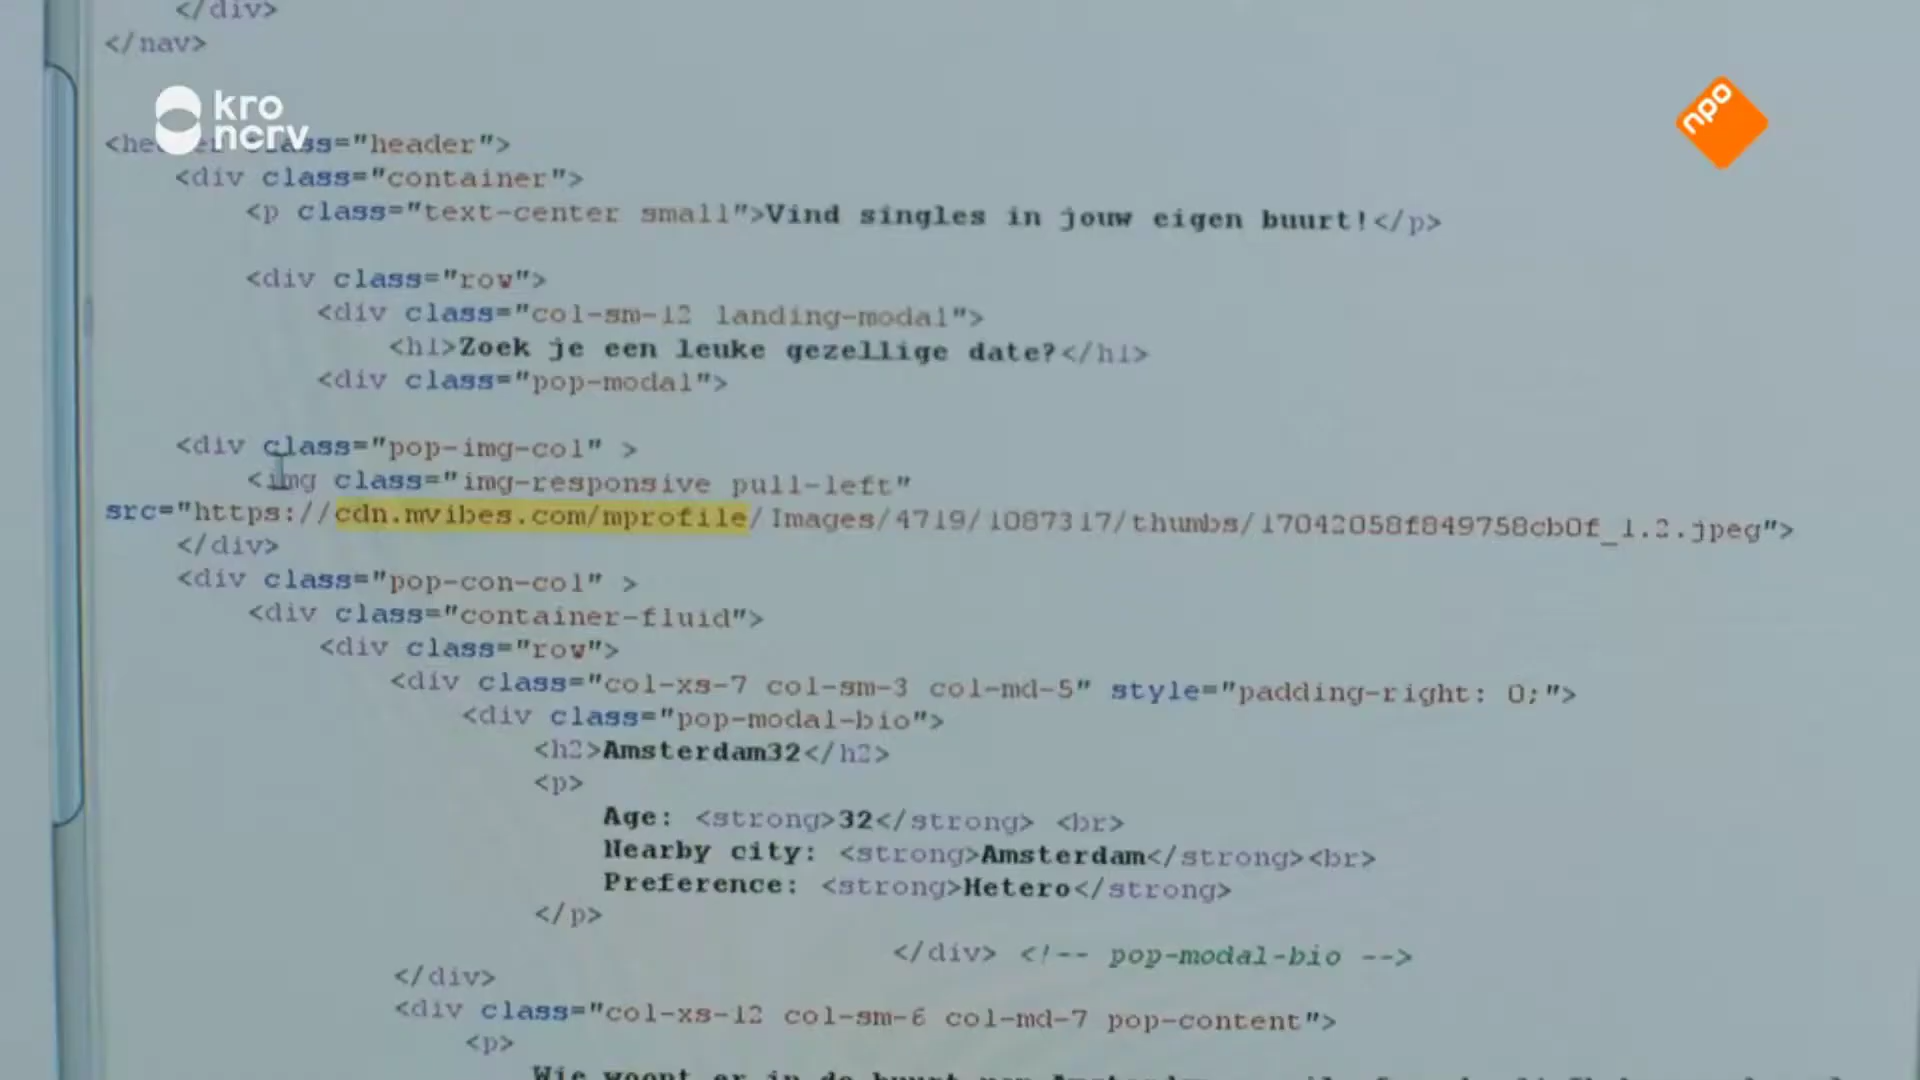 </div>
</nav>
kro
ncrv
npo
class="header">
<div class="container">
<p class="text-center small">Vind singles in jouw eigen buurt!</p>
<div class="row">
<div class="col-sm-12 landing-modal">
<h1>Zoek je een leuke gezellige date?</h1>
<div class="pop-modal">
<div class="pop-img-col" >
<img class="img-responsive pull-left"
src="https://cdn.mvibes.com/mprofile/Images/4719/1087317/thumbs/17042058f849758cb0f_1.2.jpeg">
</div>
<div class="pop-con-col" >
<div class="container-fluid">
<div class="row">
<div class="col-xs-7 col-sm-3 col-md-5" style="padding-right: 0;">
<div class="pop-modal-bio">
<h2>Amsterdam32</h2>
<p>
Age: <strong>32</strong> <br>
Nearby city: <strong>Amsterdam</strong><br>
Preference: <strong>Hetero</strong>
</p>
</div> <!-- pop-modal-bio -->
</div>
<div class="col-xs-12 col-sm-6 col-md-7 pop-content">
<p>
Wie woont er in de buurt van